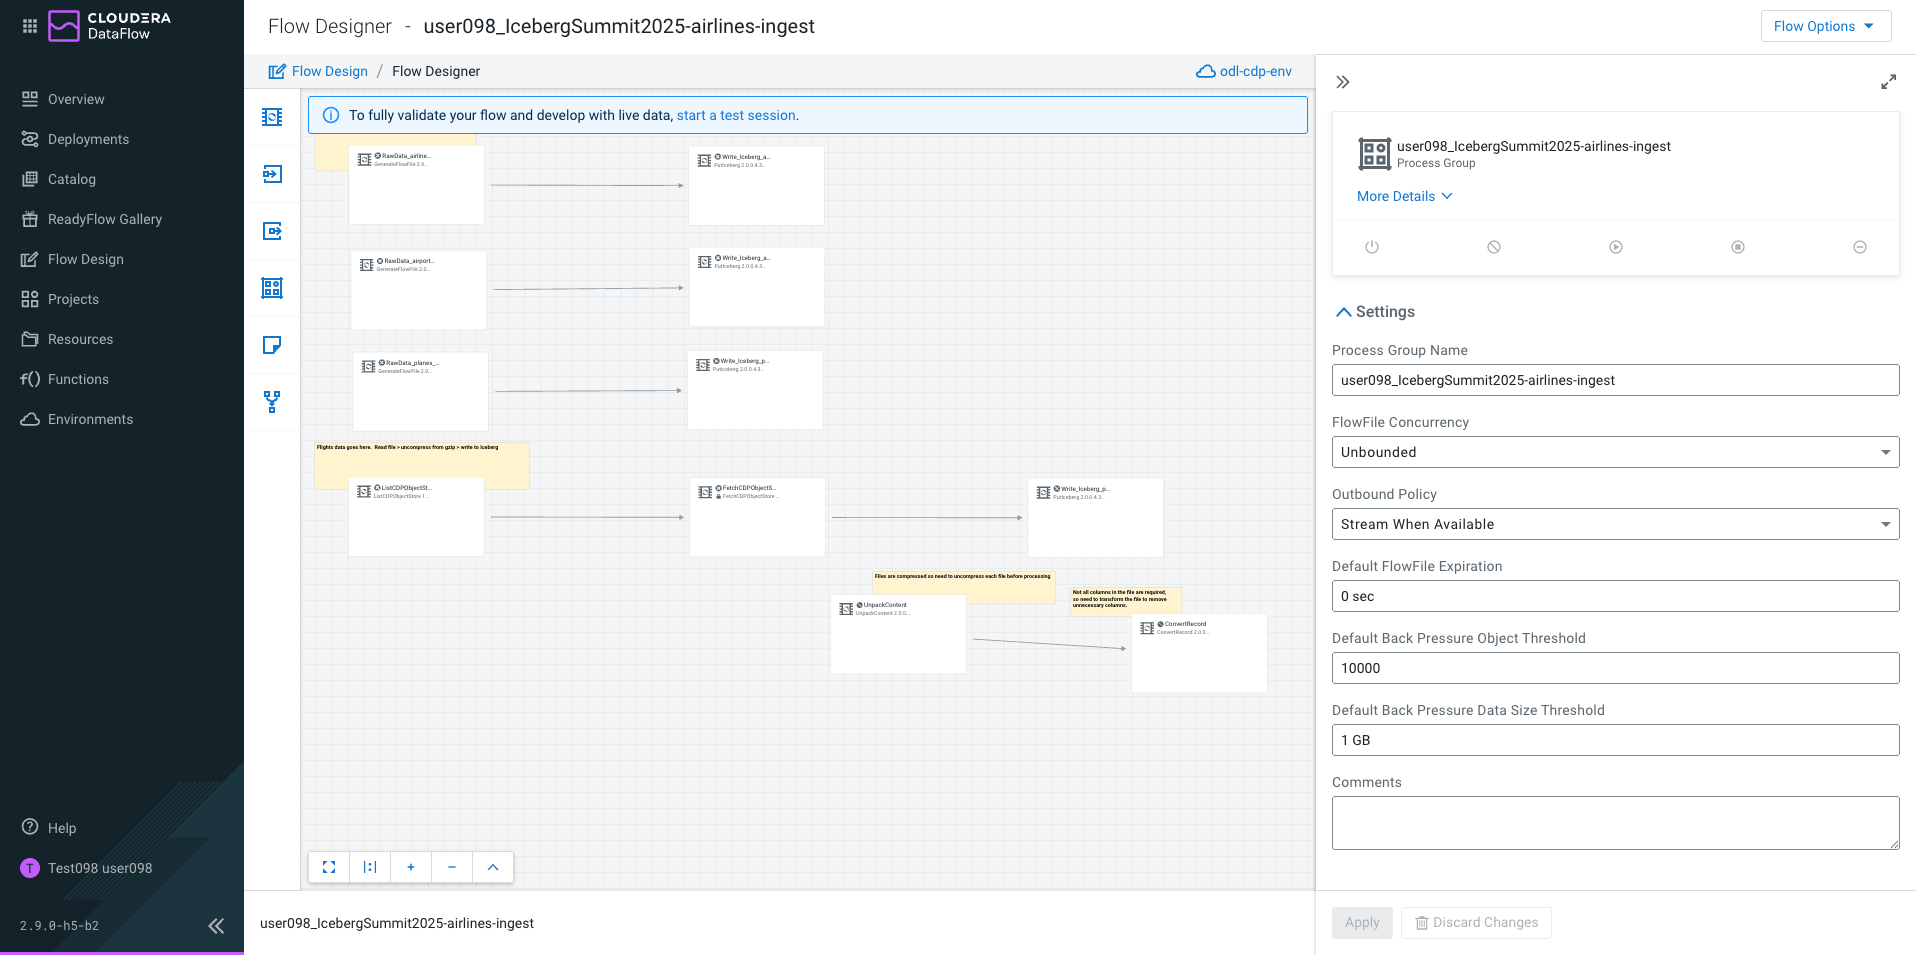 CLOUDERA
DataFlow
Overview
Deployments
Catalog
ReadyFlow Gallery
Flow Design
Projects
Resources
Functions
Environments
Help
T Test098 user098
2.9.0-h5-b2
Flow Designer - user098_IcebergSummit2025-airlines-ingest
Flow Options
Flow Design / Flow Designer
odl-cdp-env
To fully validate your flow and develop with live data, start a test session.
RawData_airline...
GenerateFlowFile 2.0...
Write_Iceberg_a...
PutIceberg 2.0.0.4.3...
RawData_airport...
GenerateFlowFile 2.0...
Write_Iceberg_a...
PutIceberg 2.0.0.4.3...
RawData_planes_...
GenerateFlowFile 2.0...
Write_Iceberg_p...
PutIceberg 2.0.0.4.3...
Flights data goes here. Read file > uncompress from gzip > write to Iceberg
ListCDPObjectSt...
ListCDPObjectStore 1...
FetchCDPObjectS...
FetchCDPObjectStore ...
Write_Iceberg_p...
PutIceberg 2.0.0.4.3...
Files are compressed so need to uncompress each file before processing
UnpackContent
UnpackContent 2.0.0...
Not all columns in the file are required,
so need to transform the file to remove
unnecessary columns.
ConvertRecord
ConvertRecord 2.0.0...
user098_IcebergSummit2025-airlines-ingest
user098_IcebergSummit2025-airlines-ingest
Process Group
More Details
Settings
Process Group Name
user098_IcebergSummit2025-airlines-ingest
FlowFile Concurrency
Unbounded
Outbound Policy
Stream When Available
Default FlowFile Expiration
0 sec
Default Back Pressure Object Threshold
10000
Default Back Pressure Data Size Threshold
1 GB
Comments
Apply
Discard Changes